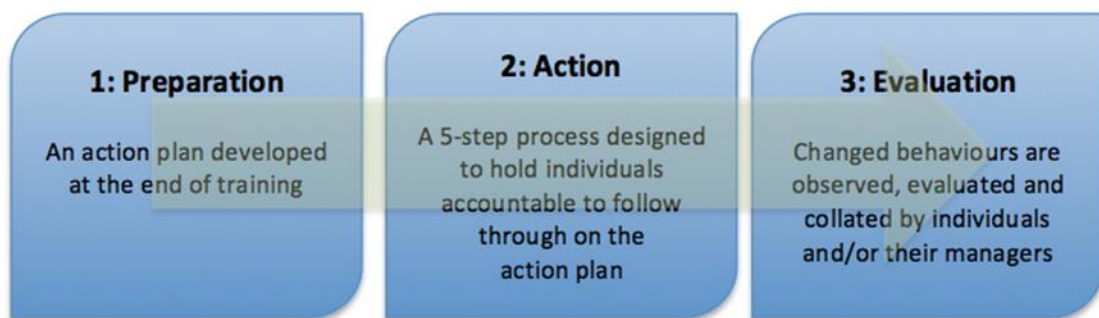 1: Preparation
An action plan developed
at the end of training
2: Action
A 5-step process designed
to hold individuals
accountable to follow
through on the
action plan
3: Evaluation
Changed behaviours are
observed, evaluated and
collated by individuals
and/or their managers